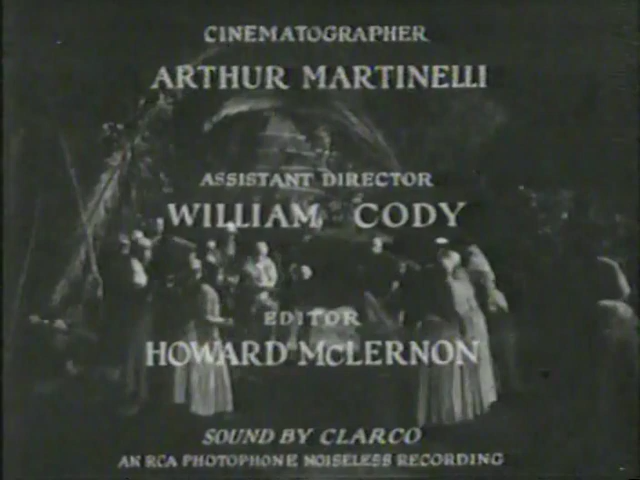 CINEMATOGRAPHER
ARTHUR MARTINELLI
ASSISTANT DIRECTOR
WILLIAM CODY
EDITOR
HOWARD McLERNON
SOUND BY CLARCO
AN RCA PHOTOPHONE NOISELESS RECORDING